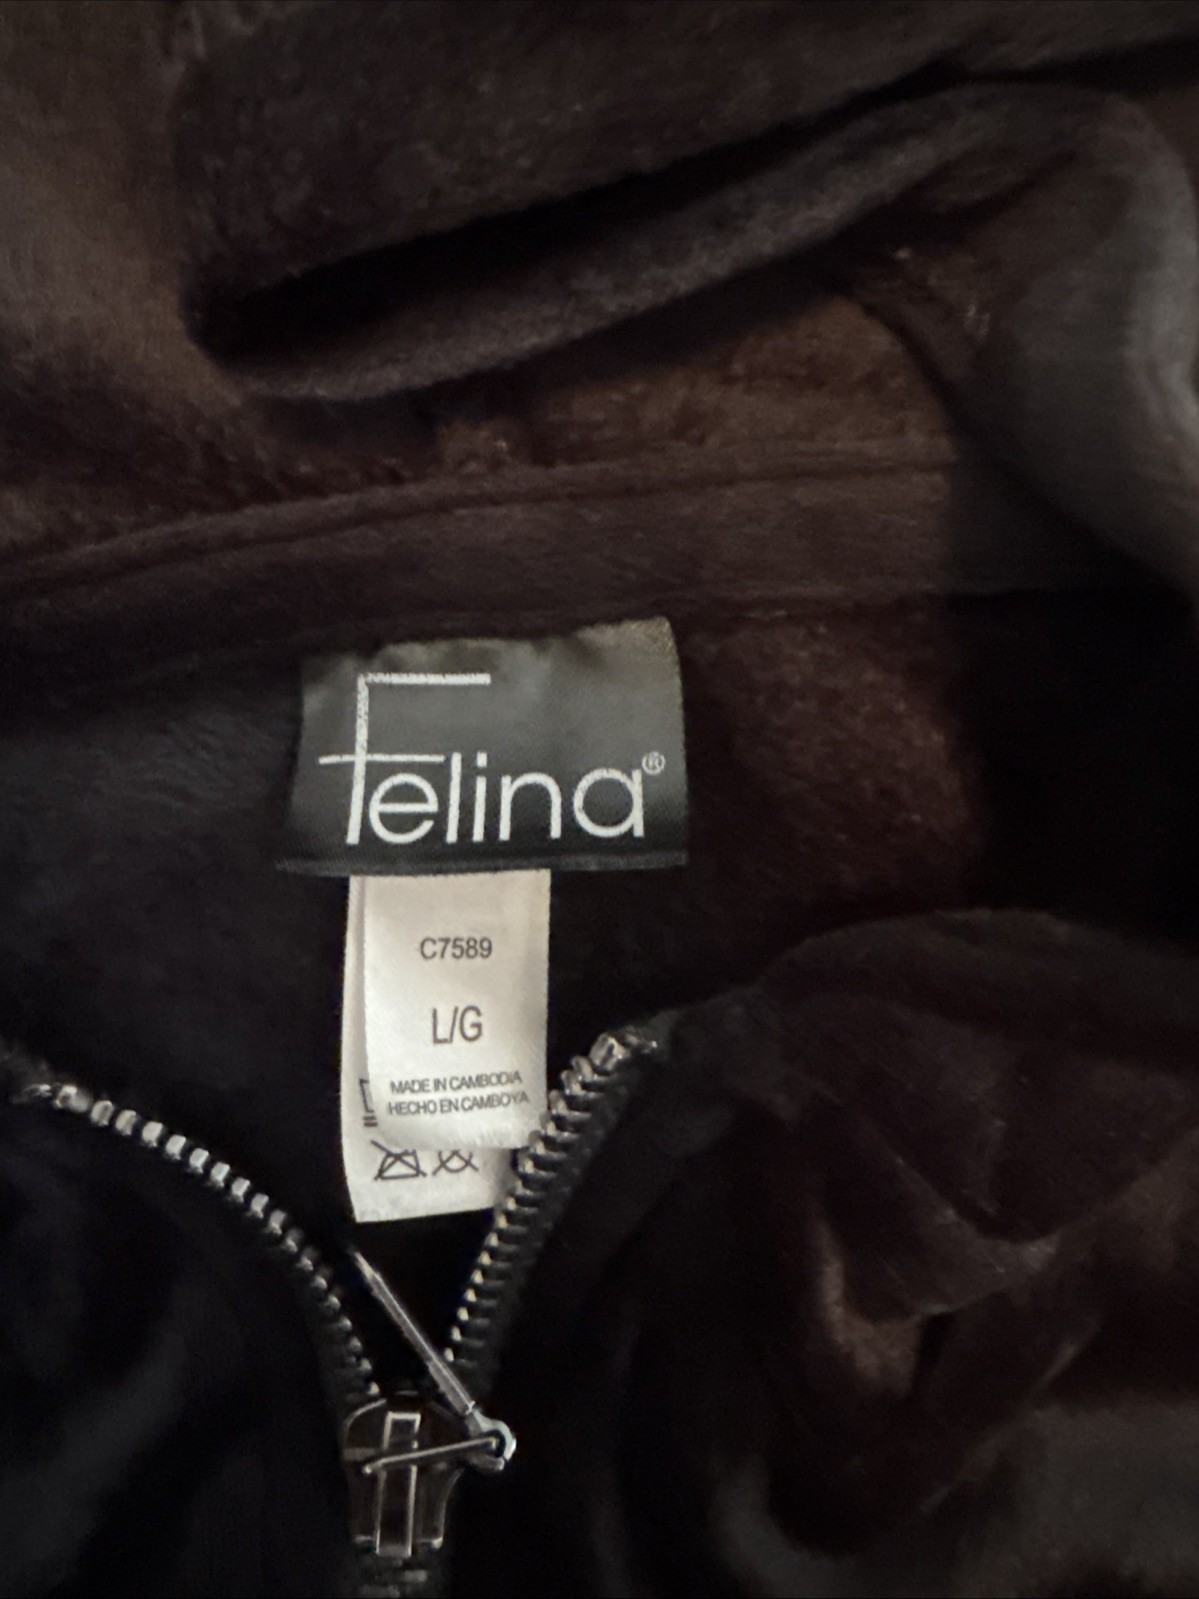 Felina®
C7589
L/G
MADE IN CAMBODIA
HECHO EN CAMBOYA